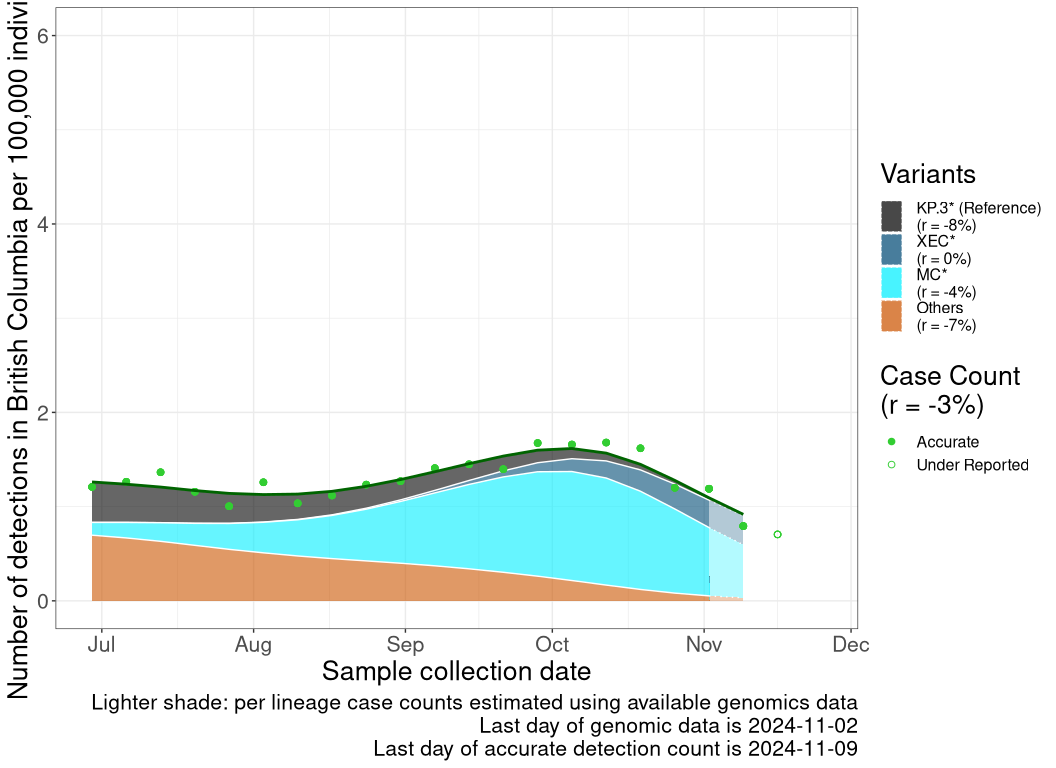 Number of detections in British Columbia per 100,000 indivi
6
4
2
0
Jul Aug Sep Oct Nov Dec
Sample collection date
Lighter shade: per lineage case counts estimated using available genomics data
Last day of genomic data is 2024-11-02
Last day of accurate detection count is 2024-11-09
Variants
KP.3* (Reference)
(r = -8%)
XEC*
(r = 0%)
MC*
(r = -4%)
Others
(r = -7%)
Case Count
(r = -3%)
Accurate
Under Reported